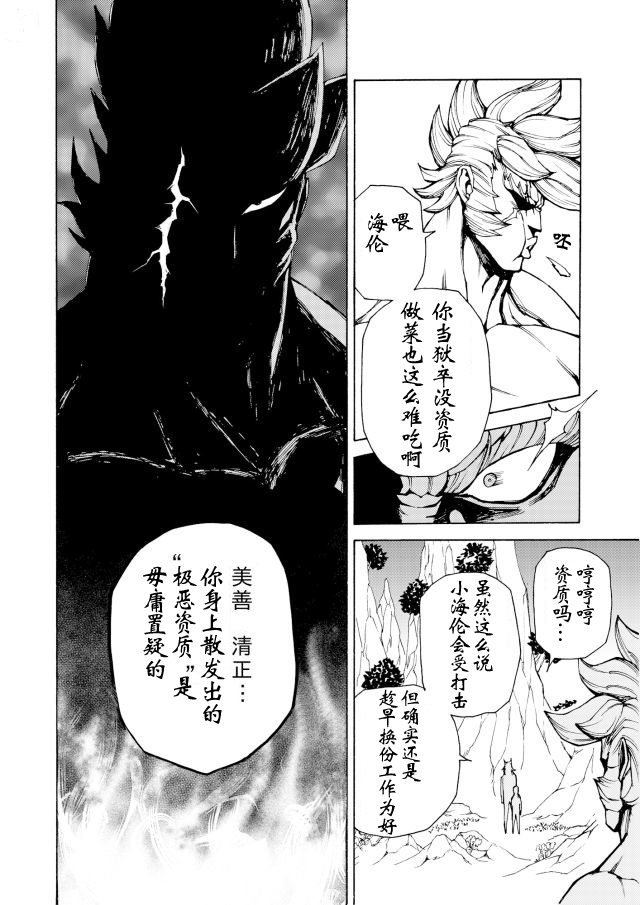 喂
海伦
呸
你当狱卒没资质
做菜也这么难吃啊
哼哼哼
资质吗…
虽然这么说
小海伦会受打击
但确实还是
趁早换份工作为好
美善 清正…
你身上散发出的
“极恶资质”是
毋庸置疑的